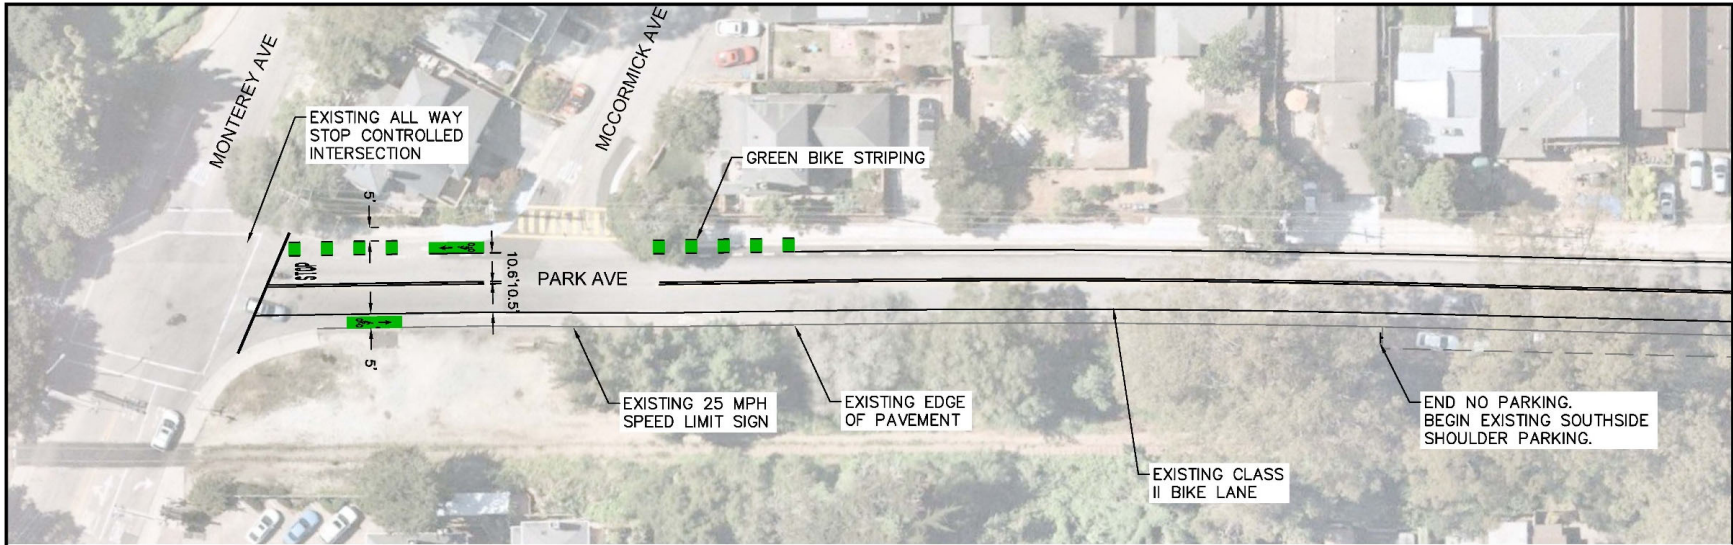 MONTEREY AVE
EXISTING ALL WAY
STOP CONTROLLED
INTERSECTION
MCCORMICK AVE
GREEN BIKE STRIPING
5'
STOP
10.6'
10.5'
PARK AVE
5'
EXISTING 25 MPH
SPEED LIMIT SIGN
EXISTING EDGE
OF PAVEMENT
END NO PARKING.
BEGIN EXISTING SOUTHSIDE
SHOULDER PARKING.
EXISTING CLASS
II BIKE LANE